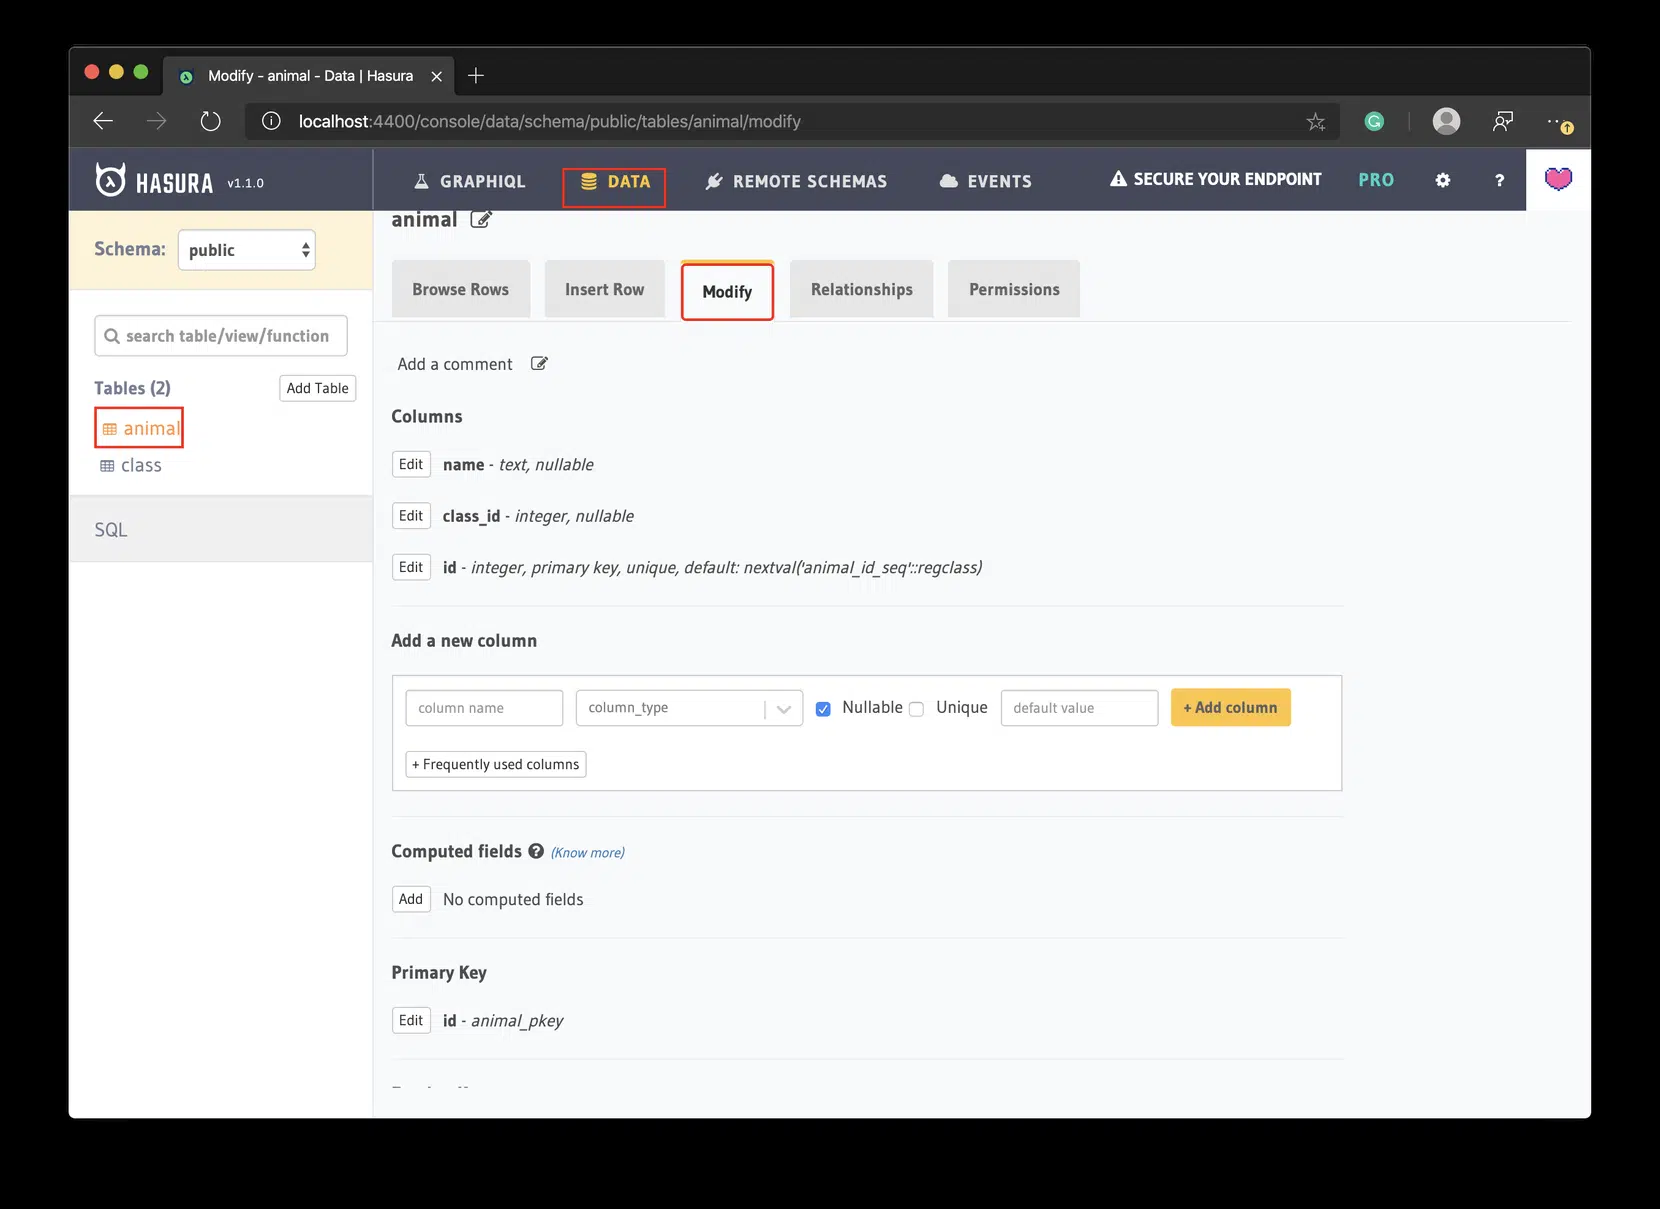 Modify - animal - Data | Hasura
localhost:4400/console/data/schema/public/tables/animal/modify
HASURA v1.1.0
GRAPHIQL
DATA
REMOTE SCHEMAS
EVENTS
SECURE YOUR ENDPOINT
PRO
?
Schema: public
search table/view/function
Tables (2) Add Table
animal
class
SQL
animal
Browse Rows Insert Row Modify Relationships Permissions
Add a comment
Columns
Edit name - text, nullable
Edit class_id - integer, nullable
Edit id - integer, primary key, unique, default: nextval('animal_id_seq'::regclass)
Add a new column
column name column_type Nullable Unique default value + Add column
+ Frequently used columns
Computed fields ? (Know more)
Add No computed fields
Primary Key
Edit id - animal_pkey